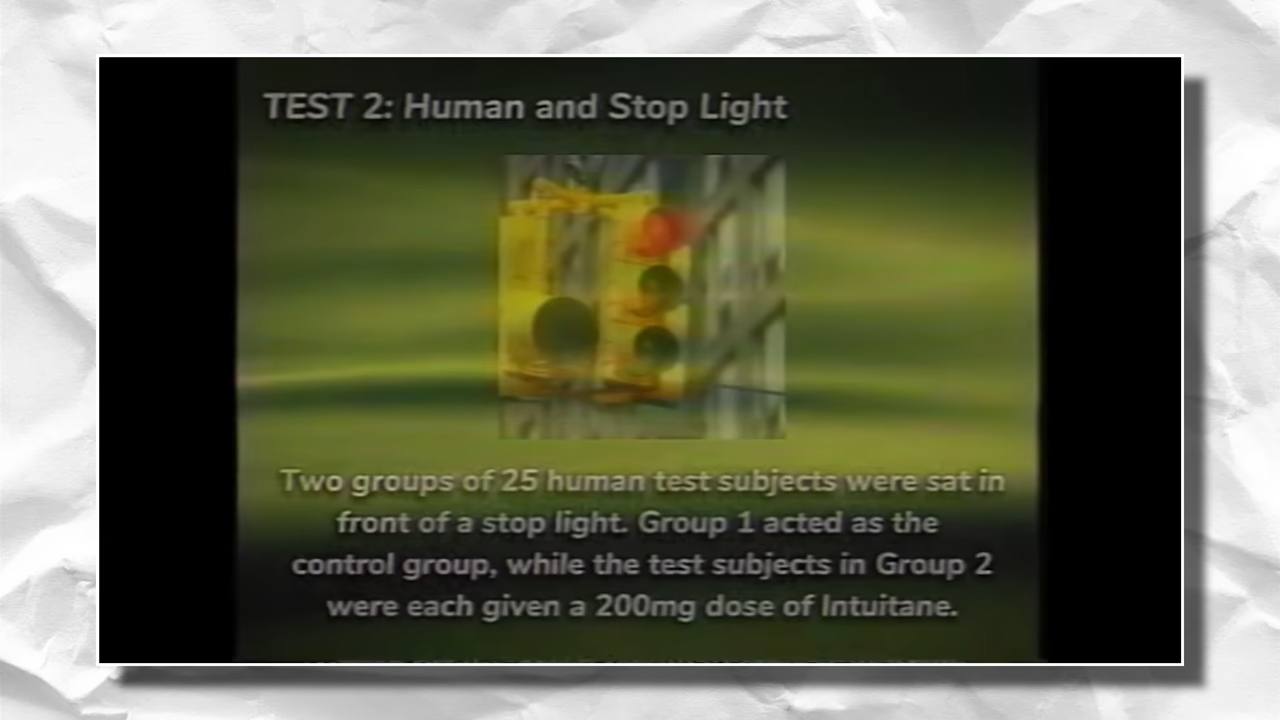 TEST 2: Human and Stop Light
Two groups of 25 human test subjects were sat in
front of a stop light. Group 1 acted as the
control group, while the test subjects in Group 2
were each given a 200mg dose of Intuitane.